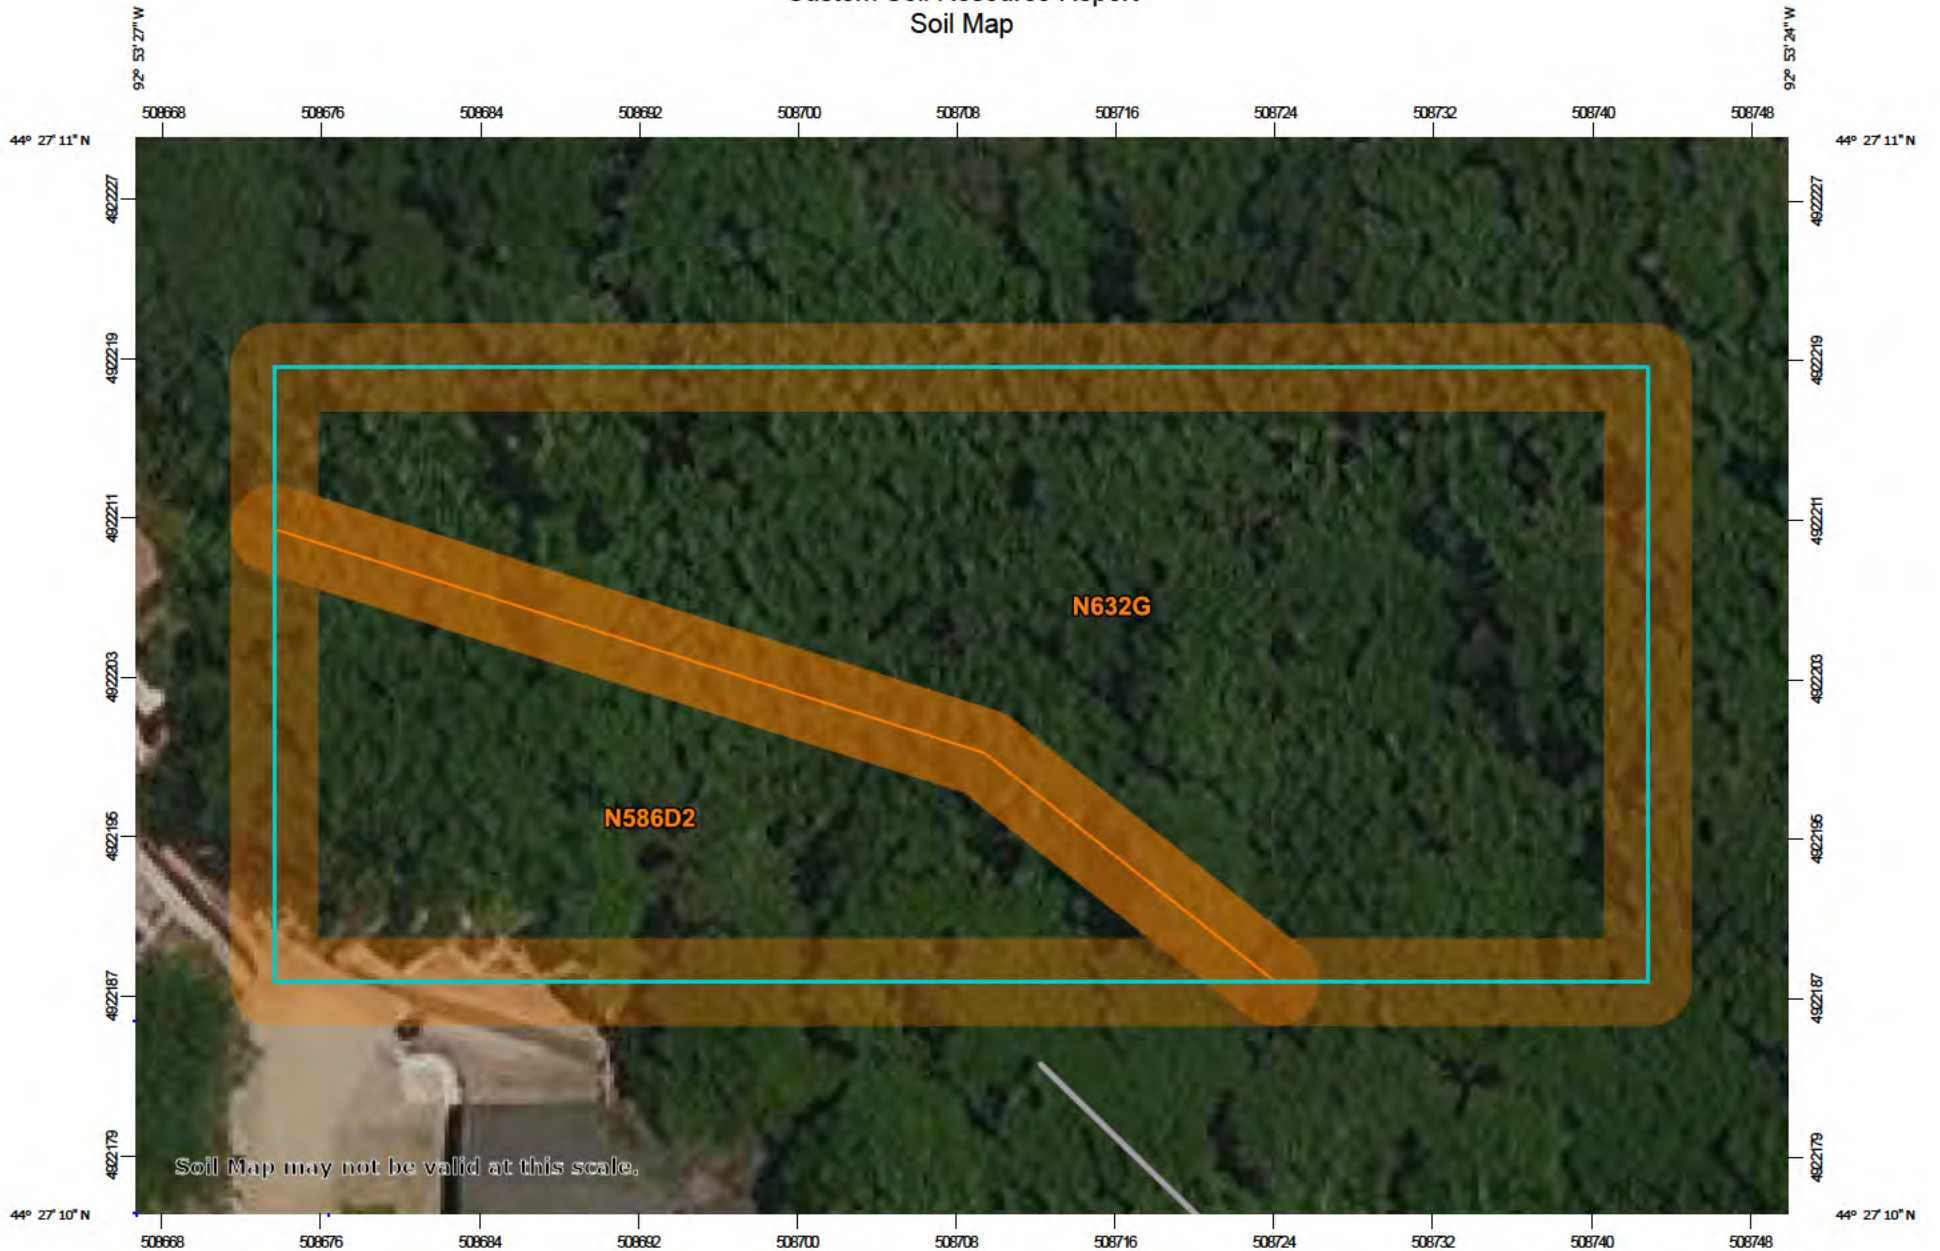 Soil Map
92° 53' 27" W
92° 53' 24" W
508668 508676 508684 508692 508700 508708 508716 508724 508732 508740 508748
44° 27' 11" N
44° 27' 11" N
4922227
4922227
4922219
4922219
4922211
4922211
N632G
4922203
4922203
N586D2
4922195
4922195
4922187
4922187
4922179
4922179
Soil Map may not be valid at this scale.
44° 27' 10" N
44° 27' 10" N
508668 508676 508684 508692 508700 508708 508716 508724 508732 508740 508748